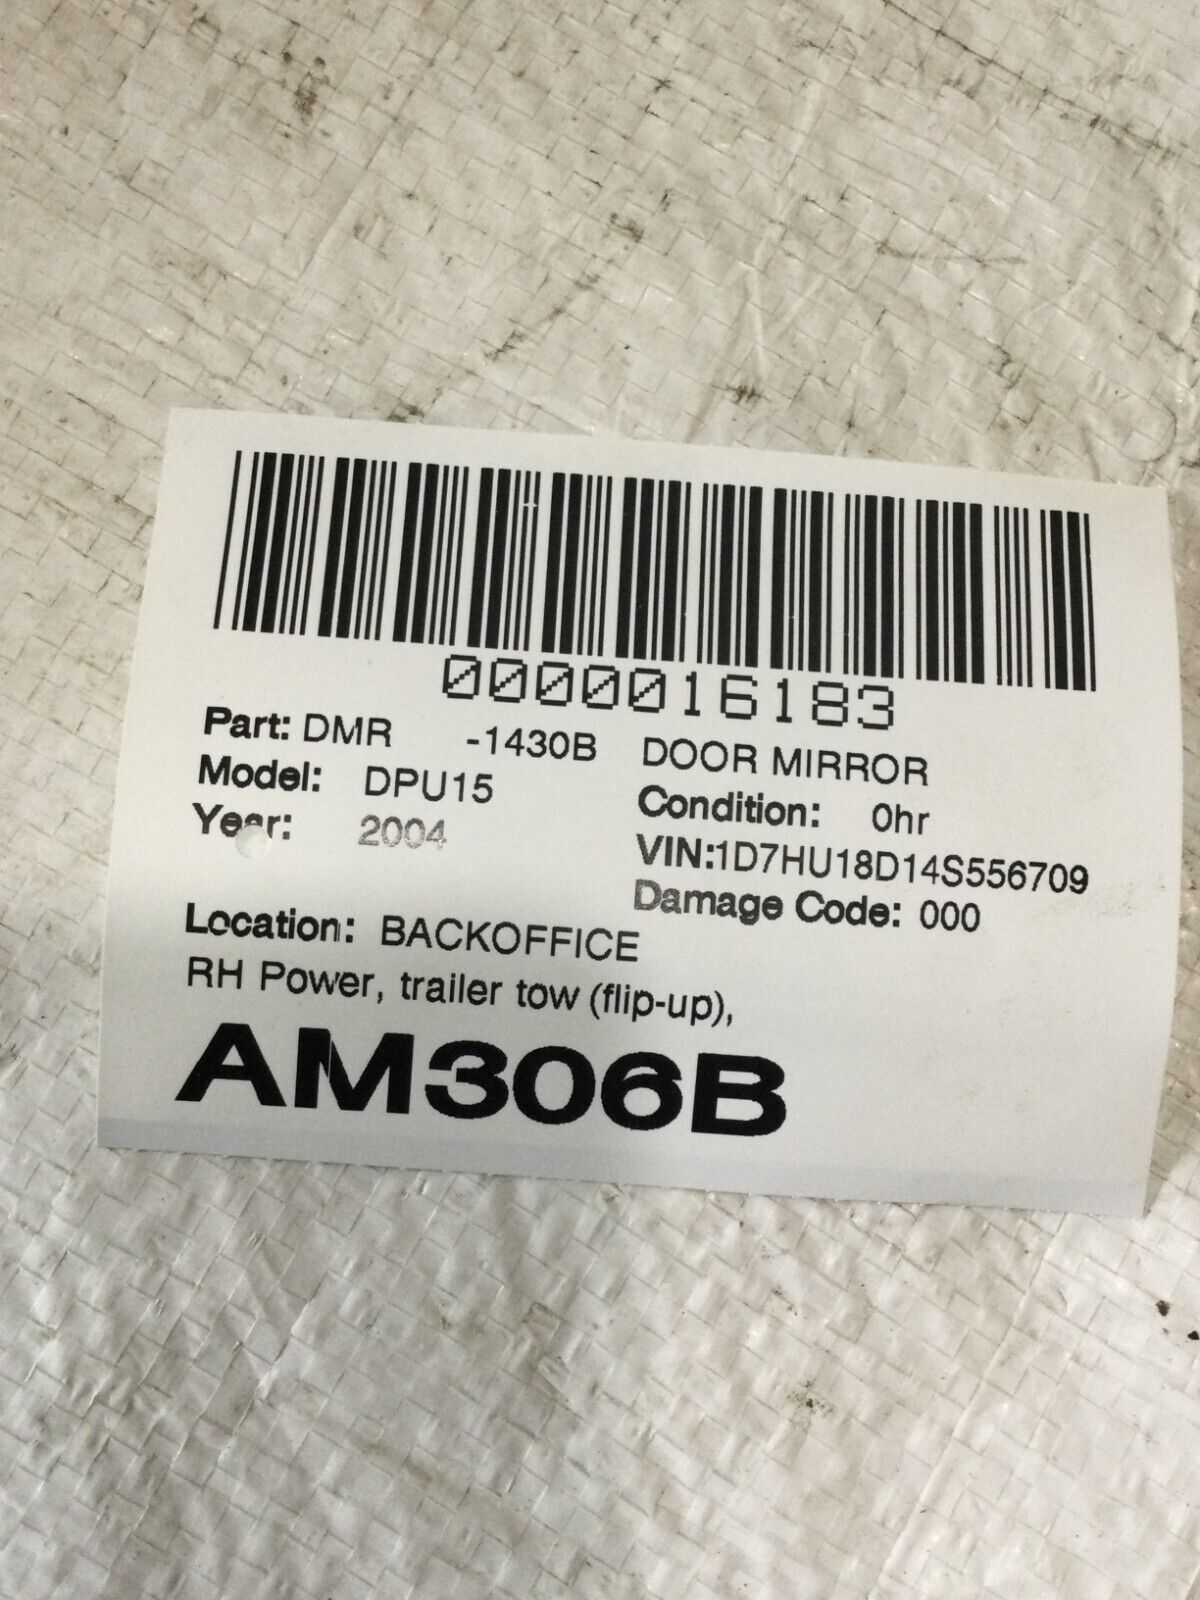 0000016183
Part: DMR -1430B DOOR MIRROR
Model: DPU15 Condition: 0hr
Year: 2004 VIN:1D7HU18D14S556709
Damage Code: 000
Location: BACKOFFICE
RH Power, trailer tow (flip-up),
AM306B